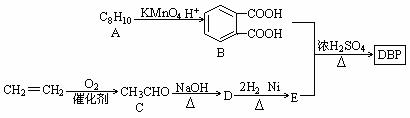 C₈H₁₀ KMnO₄ H⁺ COOH
COOH
A
B
浓H₂SO₄
△
DBP
CH₂=CH₂ O₂ 催化剂 CH₃CHO NaOH △ D 2H₂ Ni △ E
C